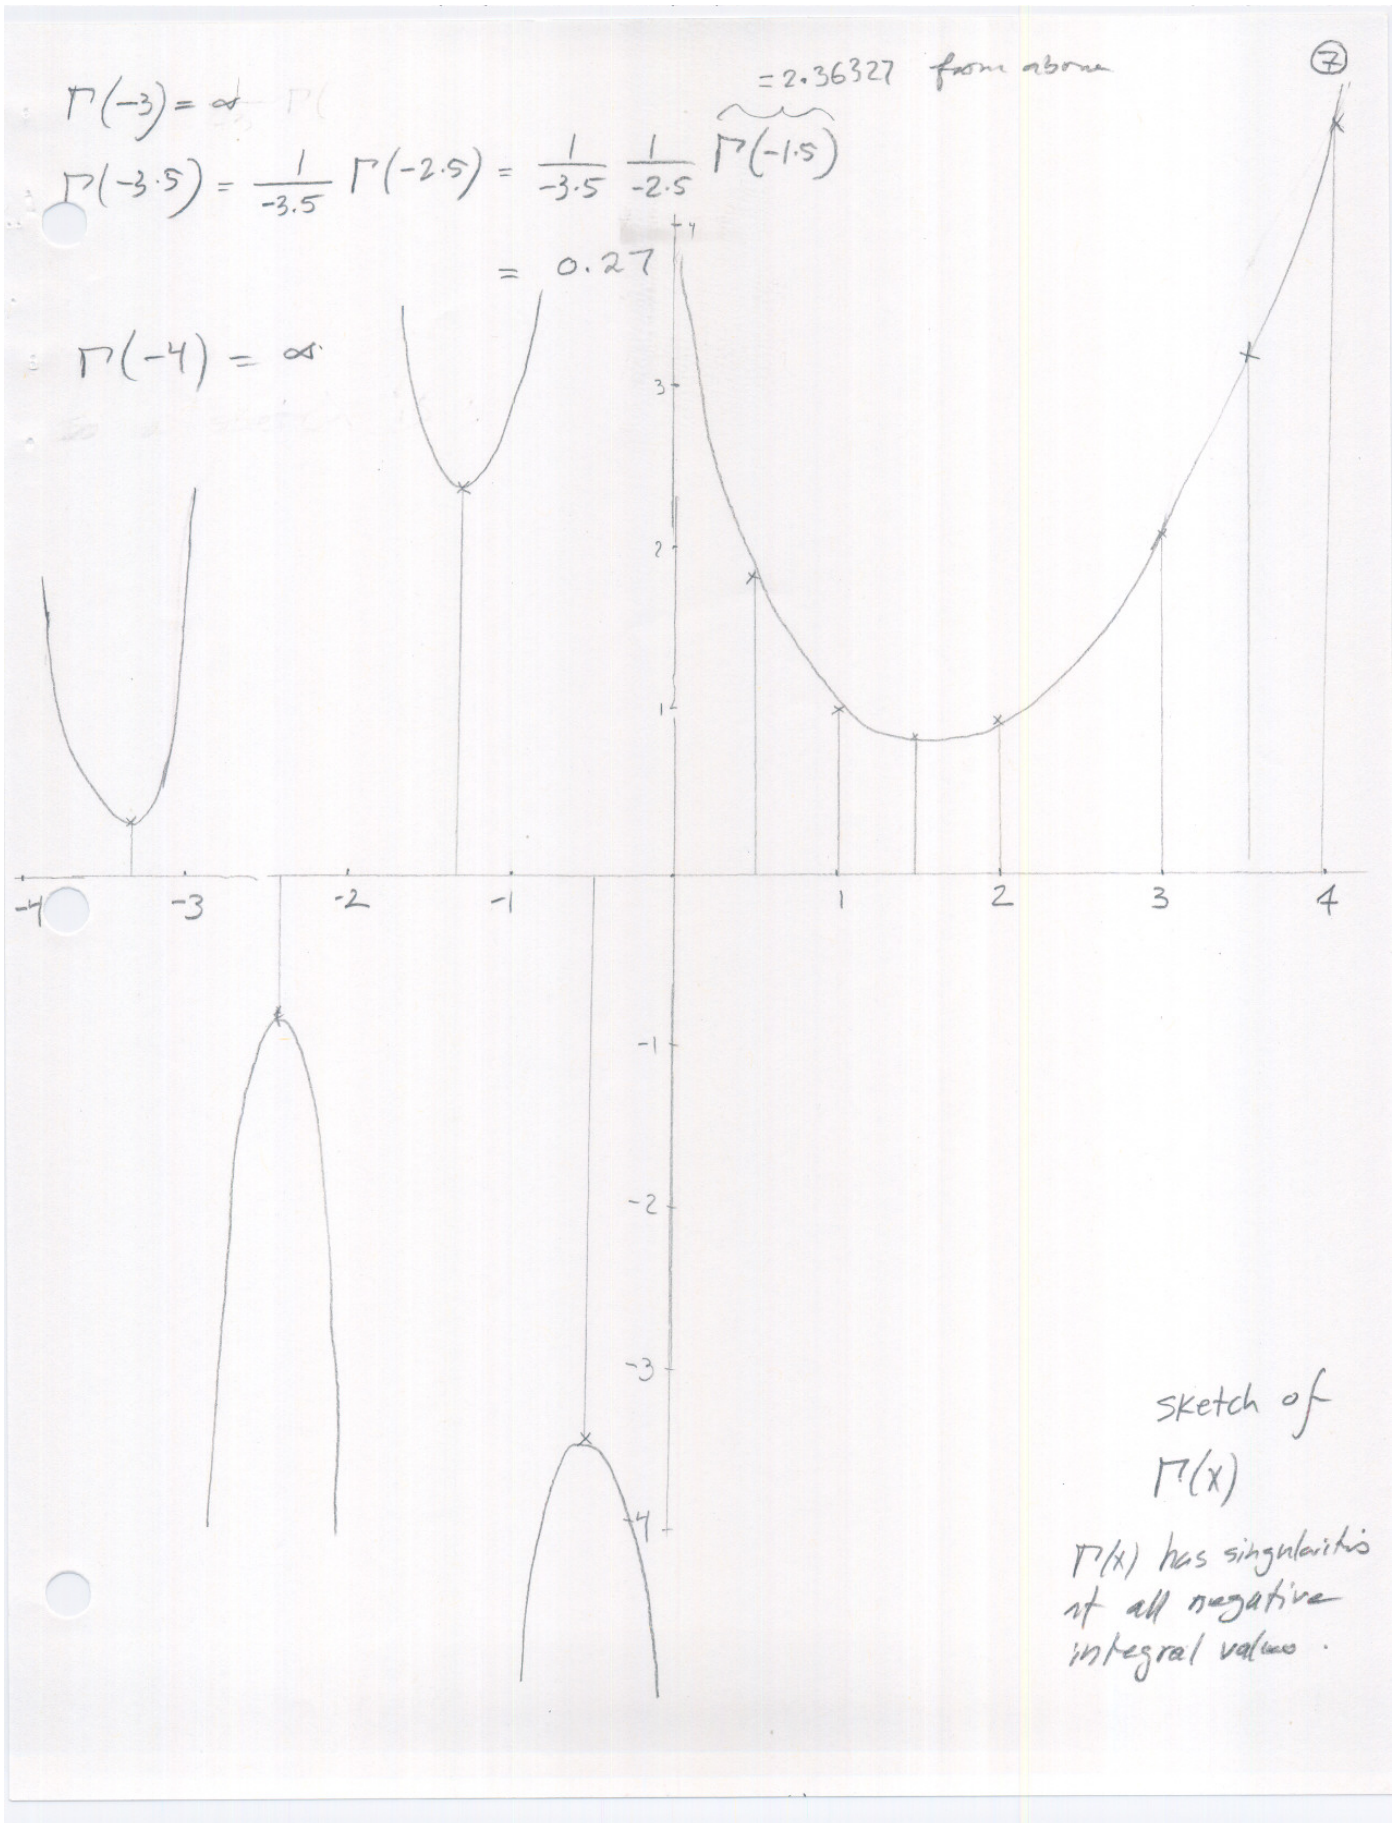 ⑦
= 2.36327 from above
Γ(-3) = ∞
Γ(-3.5) = 1/-3.5 Γ(-2.5) = 1/-3.5 1/-2.5 Γ(-1.5)
= 0.27
Γ(-4) = ∞
4
3
2
1
-4 -3 -2 -1 1 2 3 4
-1
-2
-3
-4
sketch of
Γ(x)
Γ(x) has singularitis
at all negative
integral values.